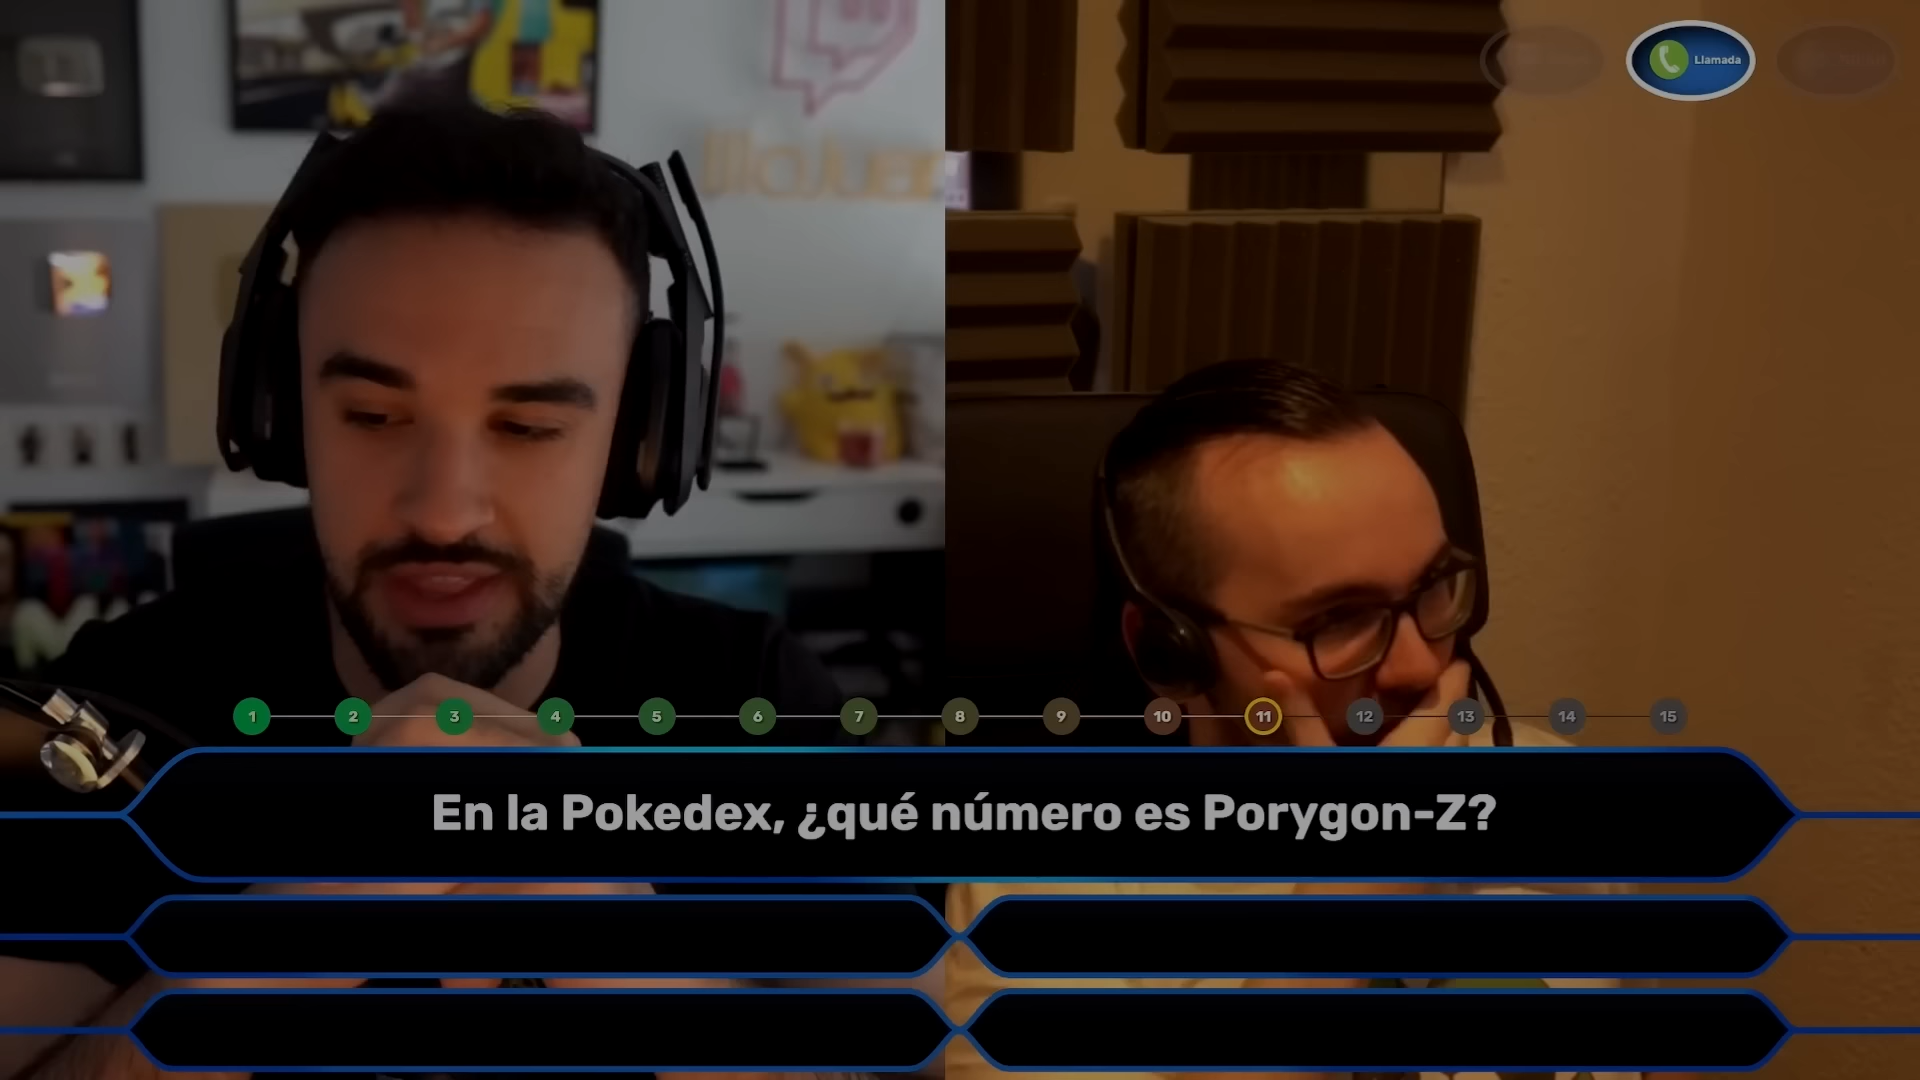 Llamada
IlloJuan
1 2 3 4 5 6 7 8 9 10 11 12 13 14 15
En la Pokedex, ¿qué número es Porygon-Z?